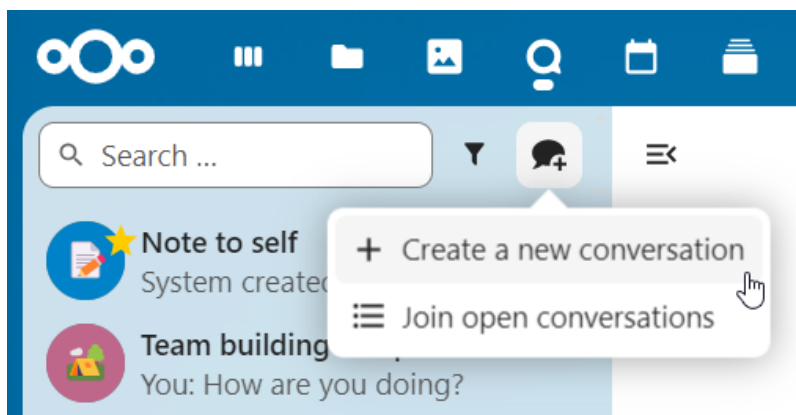 Search ...
Create a new conversation
Join open conversations
Note to self
System created
Team building
You: How are you doing?